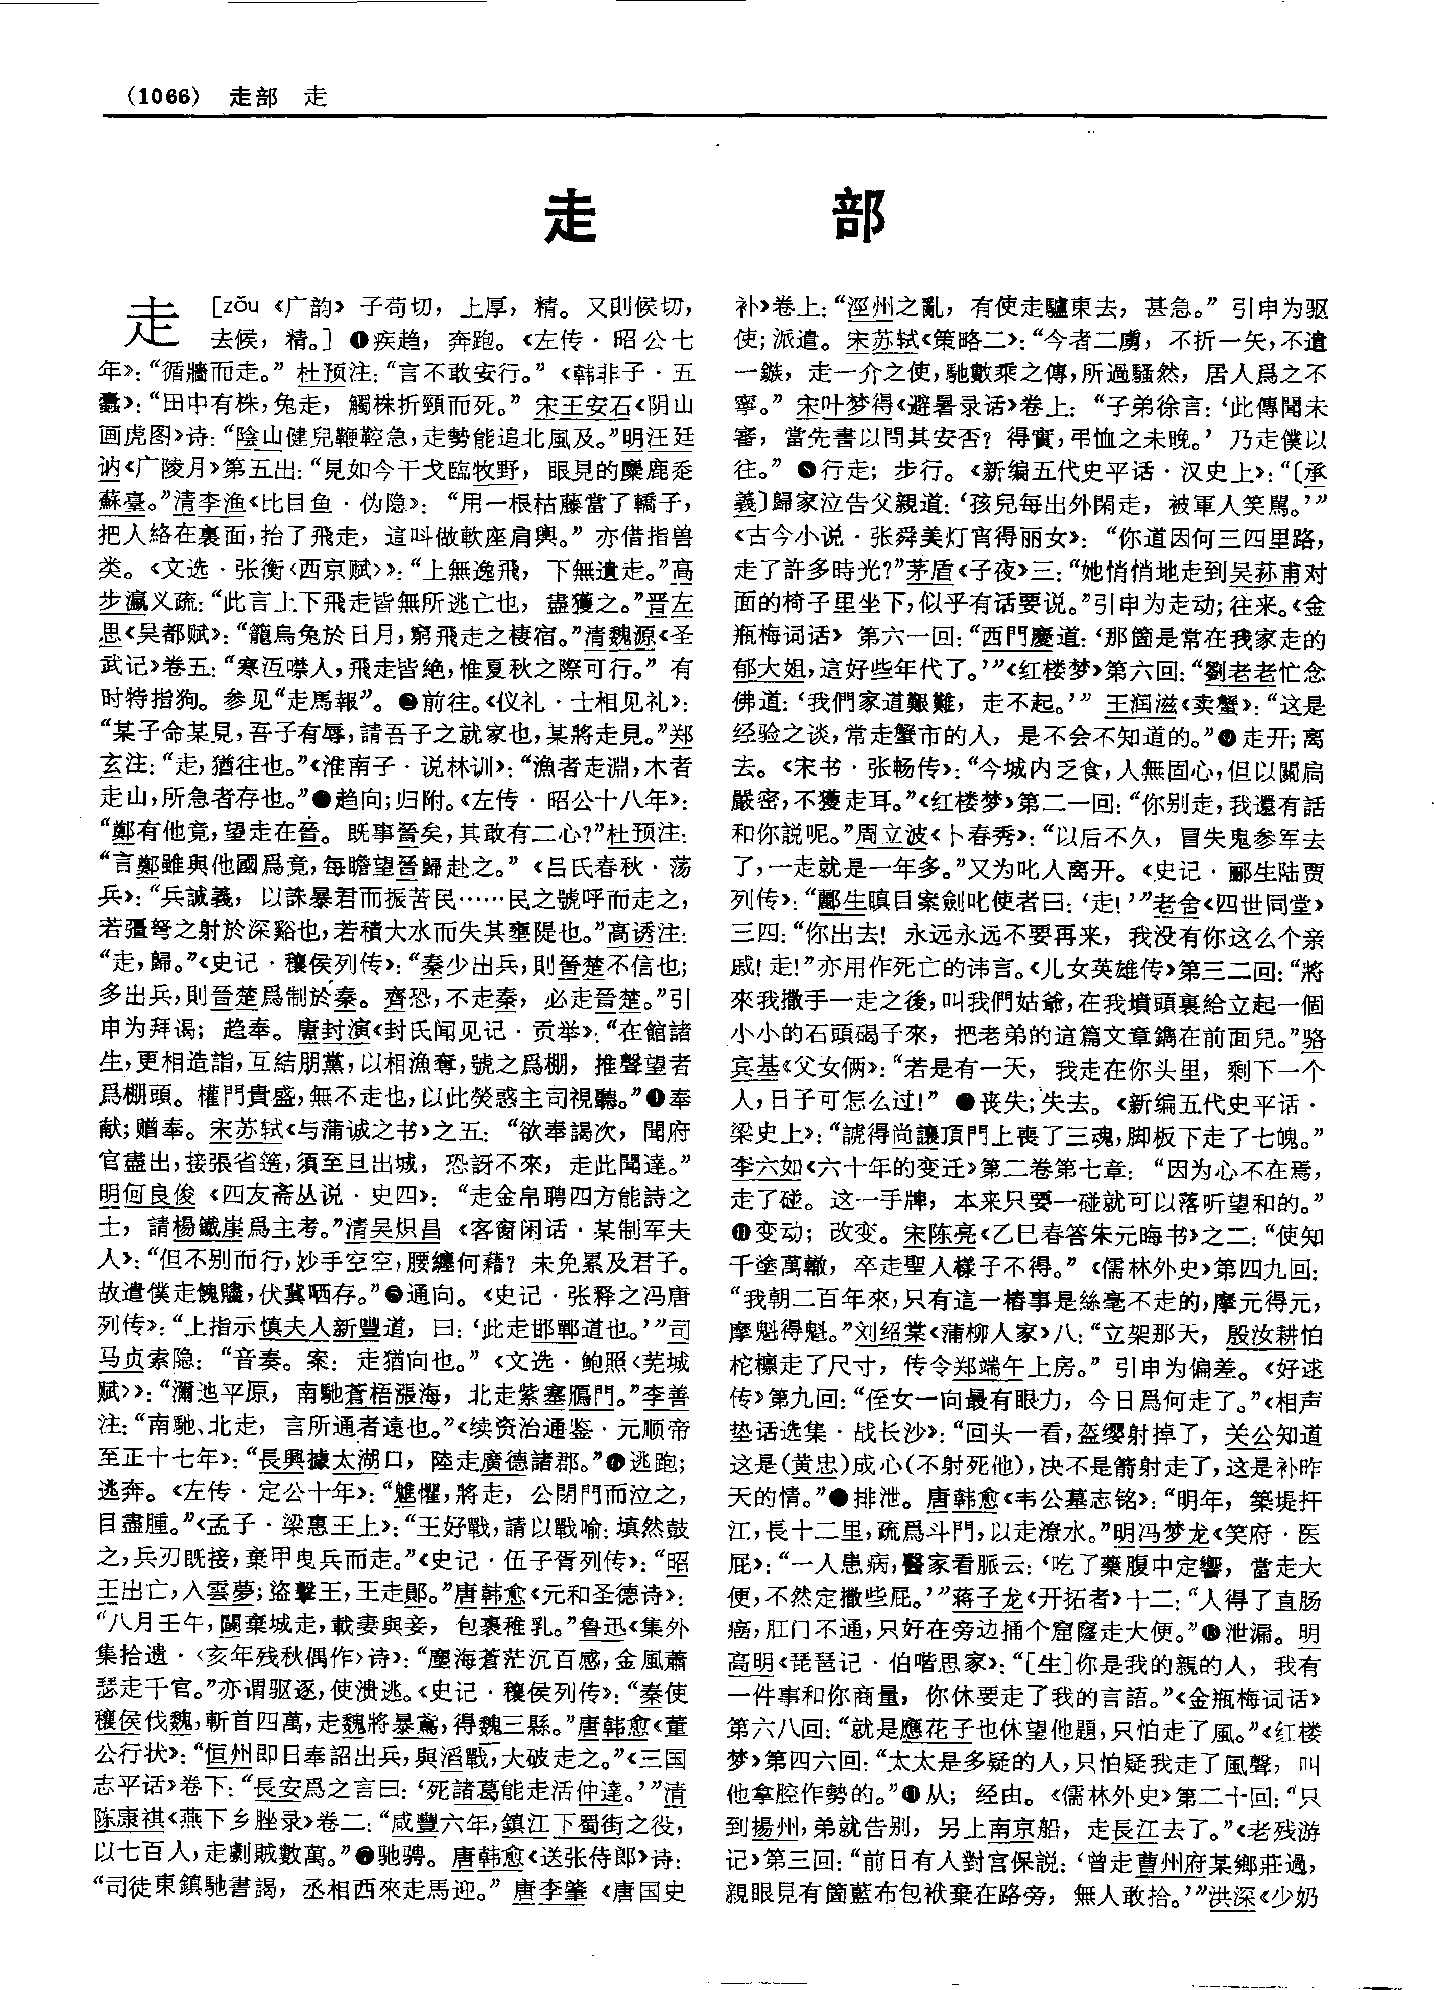 (1066) 走部 走
走 部
走 [zǒu 《广韵》 子苟切，上厚，精。又則候切，
去候，精。] ❶疾趋，奔跑。《左传·昭公七
年》：“循牆而走。”杜预注：“言不敢安行。”《韩非子·五
蠹》：“田中有株，兔走，觸株折頸而死。”宋王安石《阴山
画虎图》诗：“陰山健兒鞭鞚急，走勢能追北風及。”明汪廷
讷《广陵月》第五出：“見如今干戈臨牧野，眼見的麋鹿走
蘇臺。”清李渔《比目鱼·伪隐》：“用一根枯藤當了轎子，
把人絡在裏面，抬了飛走，這叫做軟座肩輿。”亦借指兽
类。《文选·张衡〈西京赋〉》：“上無逸飛，下無遺走。”高
步瀛义疏：“此言上下飛走皆無所逃亡也，盡獲之。”晋左
思《吴都赋》：“籠烏兔於日月，窮飛走之棲宿。”清魏源《圣
武记》卷五：“寒沍噤人，飛走皆絶，惟夏秋之際可行。”有
时特指狗。参见“走馬報”。❷前往。《仪礼·士相见礼》：
“某子命某見，吾子有辱，請吾子之就家也，某將走見。”郑
玄注：“走，猶往也。”《淮南子·说林训》：“漁者走淵，木者
走山，所急者存也。”❸趋向；归附。《左传·昭公十八年》：
“鄭有他竟，望走在晉。既事晉矣，其敢有二心？”杜预注：
“言鄭雖與他國爲竟，每瞻望晉歸赴之。”《吕氏春秋·荡
兵》：“兵誠義，以誅暴君而振苦民……民之號呼而走之，
若彊弩之射於深谿也，若積大水而失其壅隄也。”高诱注：
“走，歸。”《史记·穰侯列传》：“秦少出兵，則晉楚不信也；
多出兵，則晉楚爲制於秦。齊恐，不走秦，必走晉楚。”引
申为拜谒；趋奉。唐封演《封氏闻见记·贡举》：“在館諸
生，更相造詣，互結朋黨，以相漁奪，號之爲棚，推聲望者
爲棚頭。權門貴盛，無不走也，以此熒惑主司視聽。”❹奉
献；赠奉。宋苏轼《与蒲诚之书》之五：“欲奉謁次，聞府
官盡出，接張省籩，須至旦出城，恐訝不來，走此聞達。”
明何良俊《四友斋丛说·史四》：“走金帛聘四方能詩之
士，請楊鐵崖爲主考。”清吴炽昌《客窗闲话·某制军夫
人》：“但不别而行，妙手空空，腰纏何藉？未免累及君子。
故遣僕走餽贐，伏冀哂存。”❺通向。《史记·张释之冯唐
列传》：“上指示慎夫人新豐道，曰：‘此走邯鄲道也。’”司
马贞索隐：“音奏。案：走猶向也。”《文选·鲍照〈芜城
赋〉》：“瀰迆平原，南馳蒼梧漲海，北走紫塞鴈門。”李善
注：“南馳、北走，言所通者遠也。”《续资治通鉴·元顺帝
至正十七年》：“長興據太湖口，陸走廣德諸郡。”❻逃跑；
逃奔。《左传·定公十年》：“魋懼，將走，公閉門而泣之，
目盡腫。”《孟子·梁惠王上》：“王好戰，請以戰喻：填然鼓
之，兵刃既接，棄甲曳兵而走。”《史记·伍子胥列传》：“昭
王出亡，入雲夢；盜擊王，王走鄖。”唐韩愈《元和圣德诗》：
“八月壬午，闢棄城走，載妻與妾，包裹稚乳。”鲁迅《集外
集拾遗·〈亥年残秋偶作〉诗》：“塵海蒼茫沉百感，金風蕭
瑟走千官。”亦谓驱逐，使溃逃。《史记·穰侯列传》：“秦使
穰侯伐魏，斬首四萬，走魏將暴鳶，得魏三縣。”唐韩愈《董
公行状》：“恒州即日奉詔出兵，與滔戰，大破走之。”《三国
志平话》卷下：“長安爲之言曰：‘死諸葛能走活仲達。’”清
陈康祺《燕下乡脞录》卷二：“咸豐六年，鎮江下蜀街之役，
以七百人，走劇賊數萬。”❼驰骋。唐韩愈《送张侍郎》诗：
“司徒東鎮馳書謁，丞相西來走馬迎。”唐李肇《唐国史
补》卷上：“涇州之亂，有使走驢東去，甚急。”引申为驱
使；派遣。宋苏轼《策略二》：“今者二虜，不折一矢，不遺
一鏃，走一介之使，馳數乘之傳，所過騷然，居人爲之不
寧。”宋叶梦得《避暑录话》卷上：“子弟徐言：‘此傳聞未
審，當先書以問其安否？得實，弔恤之未晚。’乃走僕以
往。”❽行走；步行。《新编五代史平话·汉史上》：“〔承
義〕歸家泣告父親道：‘孩兒每出外閑走，被軍人笑駡。’”
《古今小说·张舜美灯宵得丽女》：“你道因何三四里路，
走了許多時光？”茅盾《子夜》三：“她悄悄地走到吴荪甫对
面的椅子里坐下，似乎有话要说。”引申为走动；往来。《金
瓶梅词话》第六一回：“西門慶道：‘那箇是常在我家走的
郁大姐，這好些年代了。’”《红楼梦》第六回：“劉老老忙念
佛道：‘我們家道艱難，走不起。’”王润滋《卖蟹》：“这是
经验之谈，常走蟹市的人，是不会不知道的。”❾走开；离
去。《宋书·张畅传》：“今城内乏食，人無固心，但以關扃
嚴密，不獲走耳。”《红楼梦》第二一回：“你别走，我還有話
和你説呢。”周立波《卜春秀》：“以后不久，冒失鬼参军去
了，一走就是一年多。”又为叱人离开。《史记·郦生陆贾
列传》：“酈生瞋目案劍叱使者曰：‘走！’”老舍《四世同堂》
三四：“你出去！永远永远不要再来，我没有你这么个亲
戚！走！”亦用作死亡的讳言。《儿女英雄传》第三二回：“將
來我撒手一走之後，叫我們姑爺，在我墳頭裏給立起一個
小小的石頭碣子來，把老弟的這篇文章鐫在前面兒。”骆
宾基《父女俩》：“若是有一天，我走在你头里，剩下一个
人，日子可怎么过！”❿丧失；失去。《新编五代史平话·
梁史上》：“諕得尚讓頂門上喪了三魂，脚板下走了七魄。”
李六如《六十年的变迁》第二卷第七章：“因为心不在焉，
走了碰。这一手牌，本来只要一碰就可以落听望和的。”
⓫变动；改变。宋陈亮《乙巳春答朱元晦书》之二：“使知
千塗萬轍，卒走聖人樣子不得。”《儒林外史》第四九回：
“我朝二百年來，只有這一樁事是絲毫不走的，摩元得元，
摩魁得魁。”刘绍棠《蒲柳人家》八：“立架那天，殷汝耕怕
柁檩走了尺寸，传令郑端午上房。”引申为偏差。《好逑
传》第九回：“侄女一向最有眼力，今日爲何走了。”《相声
垫话选集·战长沙》：“回头一看，盔缨射掉了，关公知道
这是(黄忠)成心(不射死他)，决不是箭射走了，这是补昨
天的情。”⓬排泄。唐韩愈《韦公墓志铭》：“明年，築堤扞
江，長十二里，疏爲斗門，以走潦水。”明冯梦龙《笑府·医
屁》：“一人患病，醫家看脈云：‘吃了藥腹中定響，當走大
便，不然定撒些屁。’”蒋子龙《开拓者》十二：“人得了直肠
癌，肛门不通，只好在旁边捅个窟窿走大便。”⓭泄漏。明
高明《琵琶记·伯喈思家》：“[生]你是我的親的人，我有
一件事和你商量，你休要走了我的言語。”《金瓶梅词话》
第六八回：“就是應花子也休望他題，只怕走了風。”《红楼
梦》第四六回：“太太是多疑的人，只怕疑我走了風聲，叫
他拿腔作勢的。”⓮从；经由。《儒林外史》第二十回：“只
到揚州，弟就告别，另上南京船，走長江去了。”《老残游
记》第三回：“前日有人對宫保説：‘曾走曹州府某鄉莊過，
親眼見有箇藍布包袱棄在路旁，無人敢拾。’”洪深《少奶